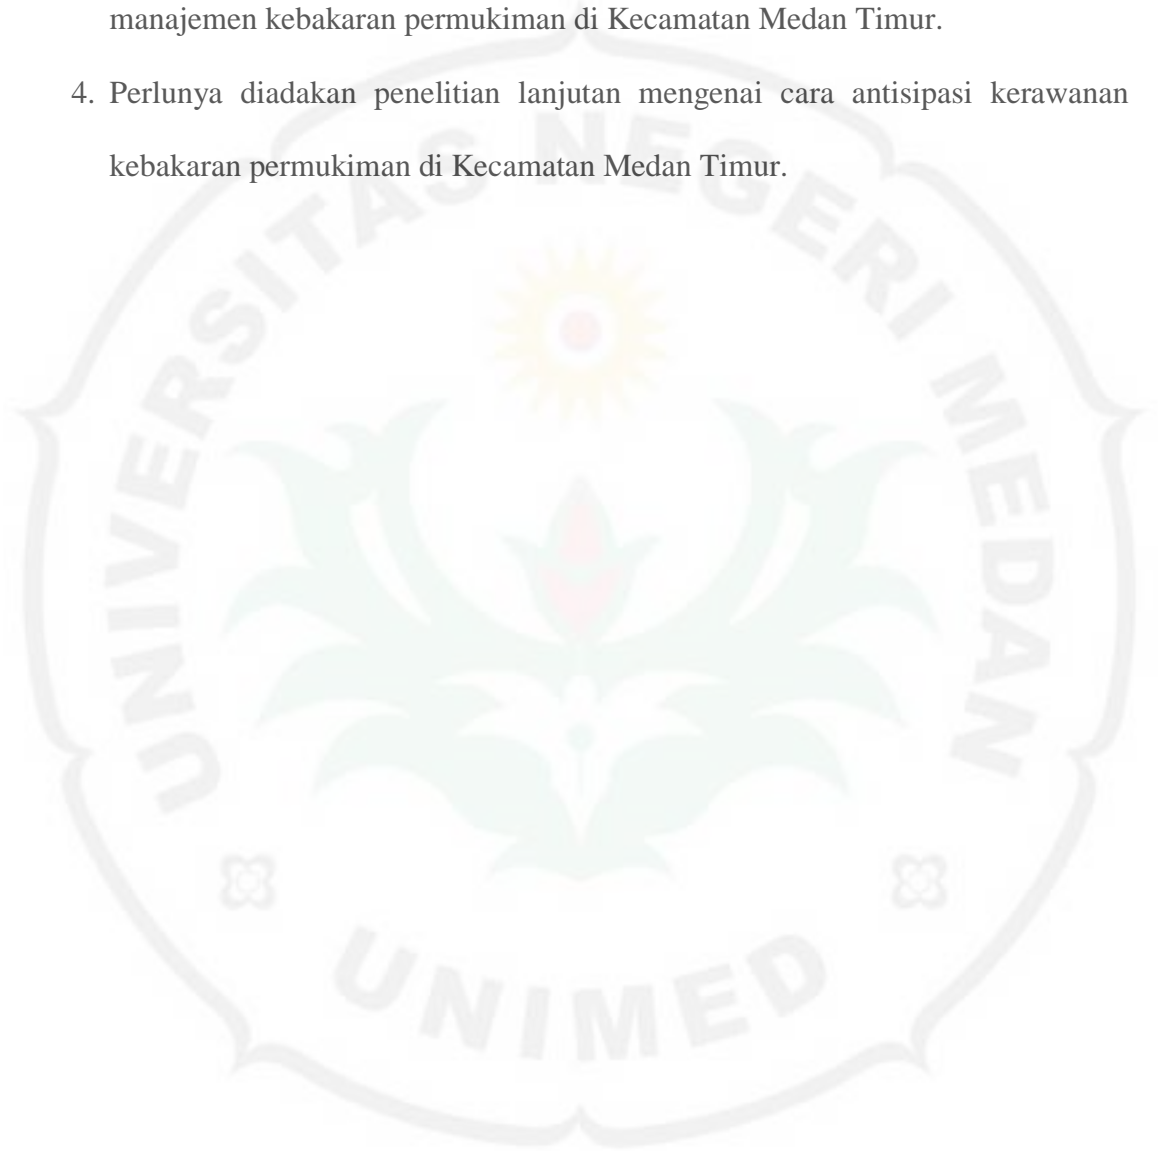 manajemen kebakaran permukiman di Kecamatan Medan Timur.
4. Perlunya diadakan penelitian lanjutan mengenai cara antisipasi kerawanan
kebakaran permukiman di Kecamatan Medan Timur.
UNIVERSITAS NEGERI MEDAN
UNIMED